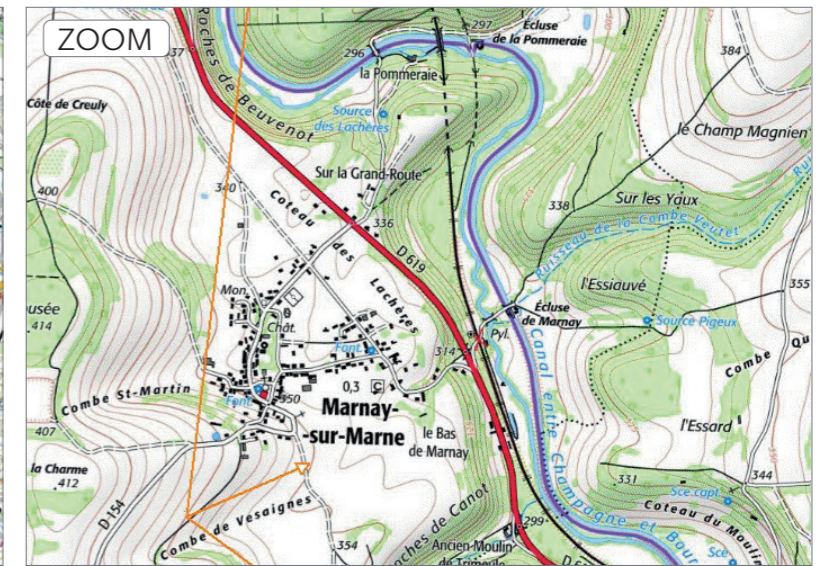 ZOOM
Roches de Beuvenot
297
Écluse
de la Pommeraie
296
la Pommeraie
384
Côte de Creuly
Source
des Lachères
le Champ Magnien
400
340
Sur la Grand-Route
Sur les Yaux
338
336
Ruisseau de la Combe Veutet
Coteau des Lachères
D 619
l'Essiauvé
355
Mon.
Écluse
de Marnay
414
Chât.
Pyl.
Source Pigeux
Font.
314
Combe
Combe St-Martin
Font.
350
0,3
C
Marnay-
-sur-Marne
le Bas
de Marnay
Canal entre Champagne et Bour
l'Essard
407
la Charme
412
331
344
Sce capt.
D 154
Combe de Vesaignes
Coteau du Moulin
354
Roches de Canot
299
Ancien Moulin
de Trimeule
Sce